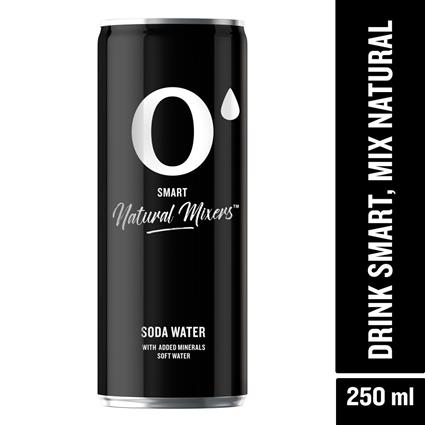 O'
SMART
Natural Mixers™
SODA WATER
WITH ADDED MINERALS
SOFT WATER
DRINK SMART, MIX NATURAL
250 ml